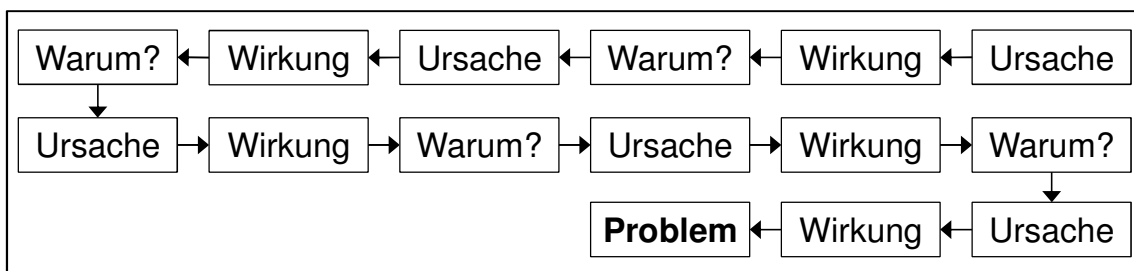 Warum? Wirkung Ursache Warum? Wirkung Ursache
Ursache Wirkung Warum? Ursache Wirkung Warum?
Problem Wirkung Ursache